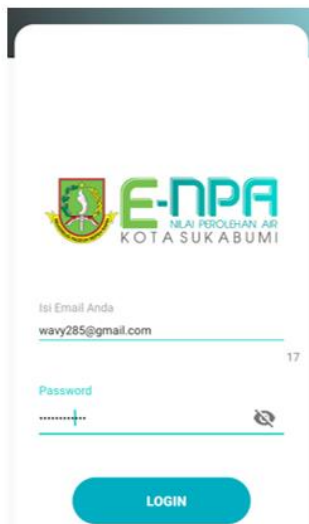 E-NPA
NILAI PEROLEHAN AIR
KOTA SUKABUMI
Isi Email Anda
wavy285@gmail.com
17
Password
LOGIN